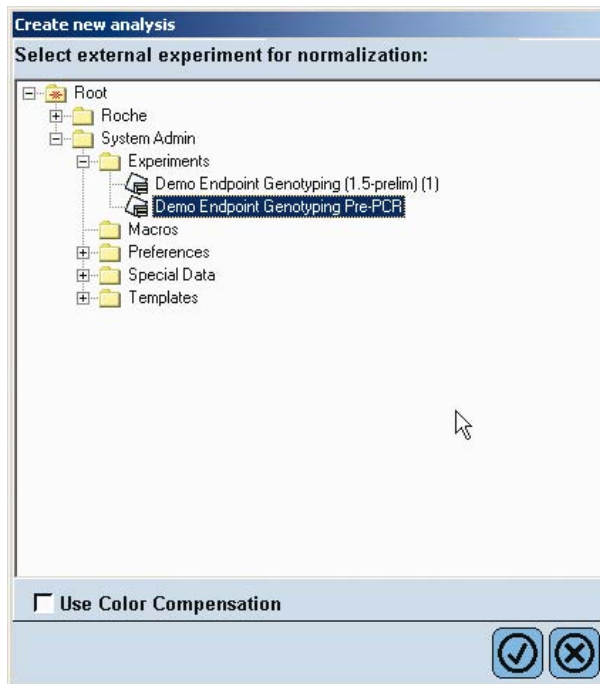 Create new analysis
Select external experiment for normalization:
Root
Roche
System Admin
Experiments
Demo Endpoint Genotyping (1.5-prelim) (1)
Demo Endpoint Genotyping Pre-PCR
Macros
Preferences
Special Data
Templates
Use Color Compensation